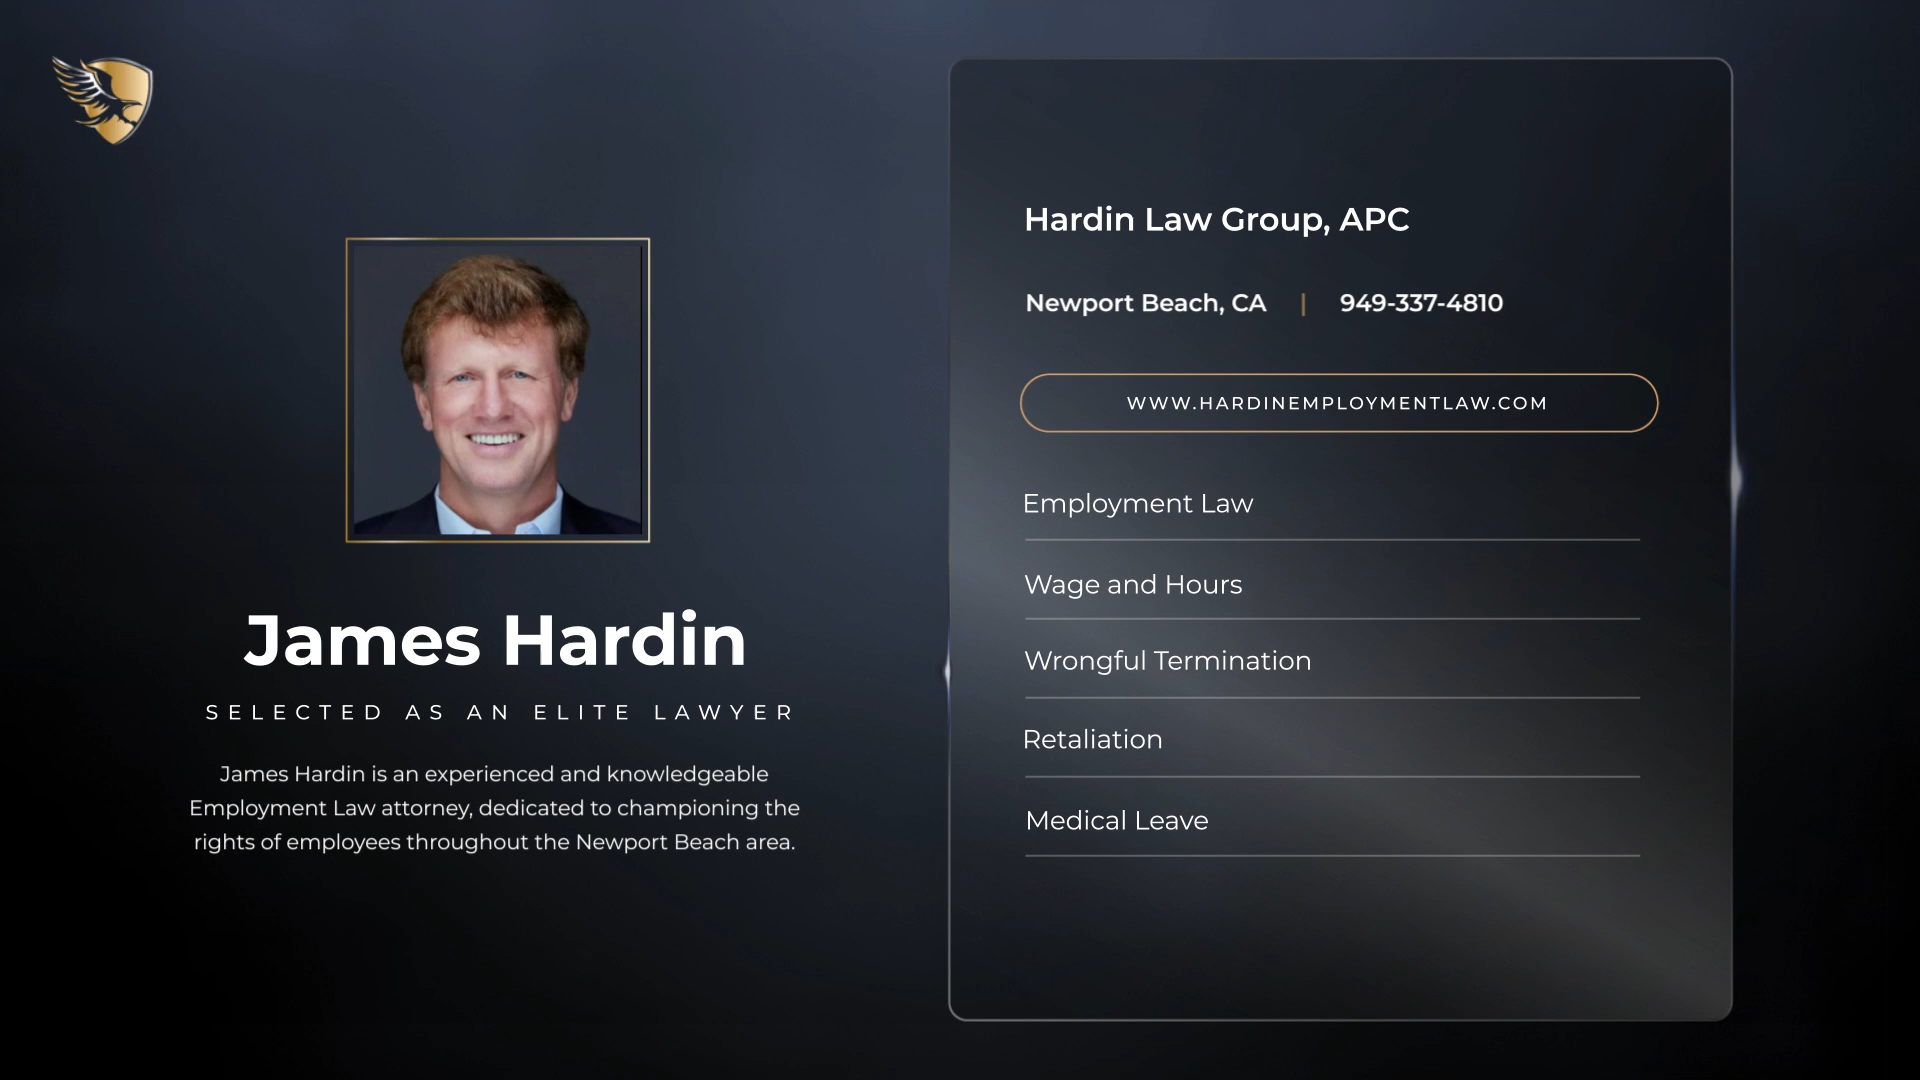 James Hardin
SELECTED AS AN ELITE LAWYER
James Hardin is an experienced and knowledgeable
Employment Law attorney, dedicated to championing the
rights of employees throughout the Newport Beach area.
Hardin Law Group, APC
Newport Beach, CA | 949-337-4810
WWW.HARDINEMPLOYMENTLAW.COM
Employment Law
Wage and Hours
Wrongful Termination
Retaliation
Medical Leave